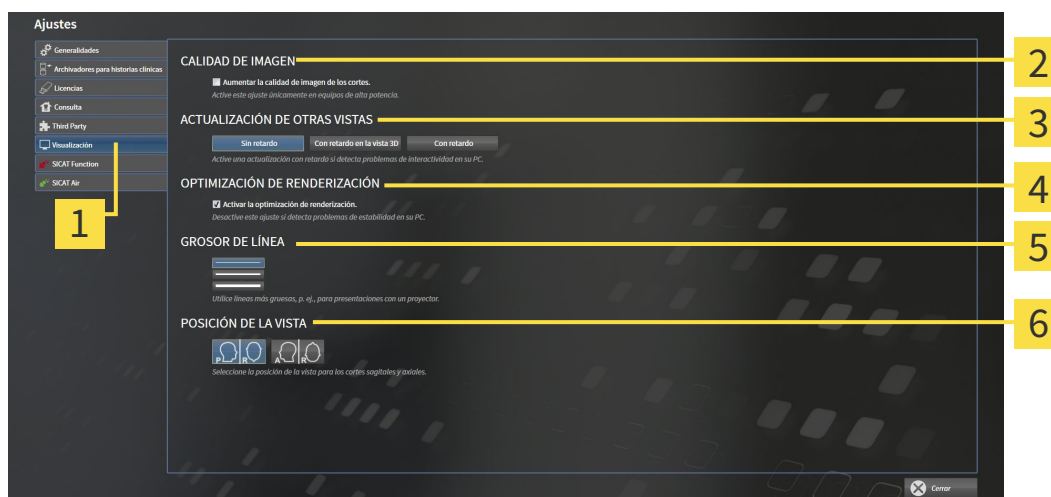 Ajustes
Generalidades
Archivadores para historias clínicas
Licencias
Consulta
Third Party
Visualización
SICAT Function
SICAT Air
1
CALIDAD DE IMAGEN
2
Aumentar la calidad de imagen de los cortes.
Active este ajuste únicamente en equipos de alta potencia.
ACTUALIZACIÓN DE OTRAS VISTAS
3
Sin retardo Con retardo en la vista 3D Con retardo
Active una actualización con retardo si detecta problemas de interactividad en su PC.
OPTIMIZACIÓN DE RENDERIZACIÓN
4
Activar la optimización de renderización.
Desactive este ajuste si detecta problemas de estabilidad en su PC.
GROSOR DE LÍNEA
5
Utilice líneas más gruesas, p. ej., para presentaciones con un proyector.
POSICIÓN DE LA VISTA
6
P R A R
Seleccione la posición de la vista para los cortes sagitales y axiales.
Cerrar